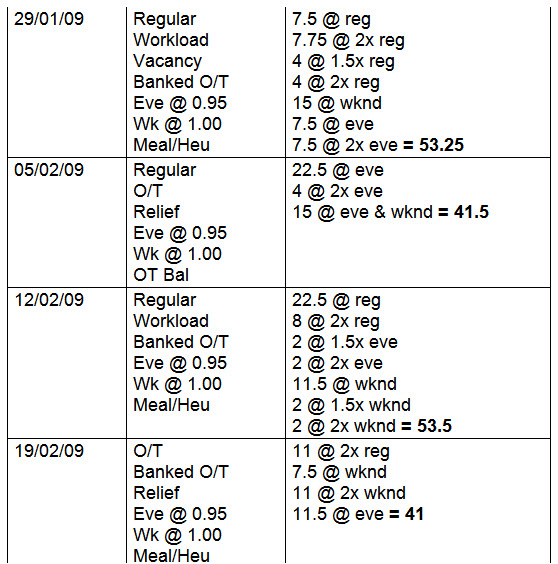 29/01/09 Regular 7.5 @ reg
Workload 7.75 @ 2x reg
Vacancy 4 @ 1.5x reg
Banked O/T 4 @ 2x reg
Eve @ 0.95 15 @ wknd
Wk @ 1.00 7.5 @ eve
Meal/Heu 7.5 @ 2x eve = 53.25
05/02/09 Regular 22.5 @ eve
O/T 4 @ 2x eve
Relief 15 @ eve & wknd = 41.5
Eve @ 0.95
Wk @ 1.00
OT Bal
12/02/09 Regular 22.5 @ reg
Workload 8 @ 2x reg
Banked O/T 2 @ 1.5x eve
Eve @ 0.95 2 @ 2x eve
Wk @ 1.00 11.5 @ wknd
Meal/Heu 2 @ 1.5x wknd
2 @ 2x wknd = 53.5
19/02/09 O/T 11 @ 2x reg
Banked O/T 7.5 @ wknd
Relief 11 @ 2x wknd
Eve @ 0.95 11.5 @ eve = 41
Wk @ 1.00
Meal/Heu